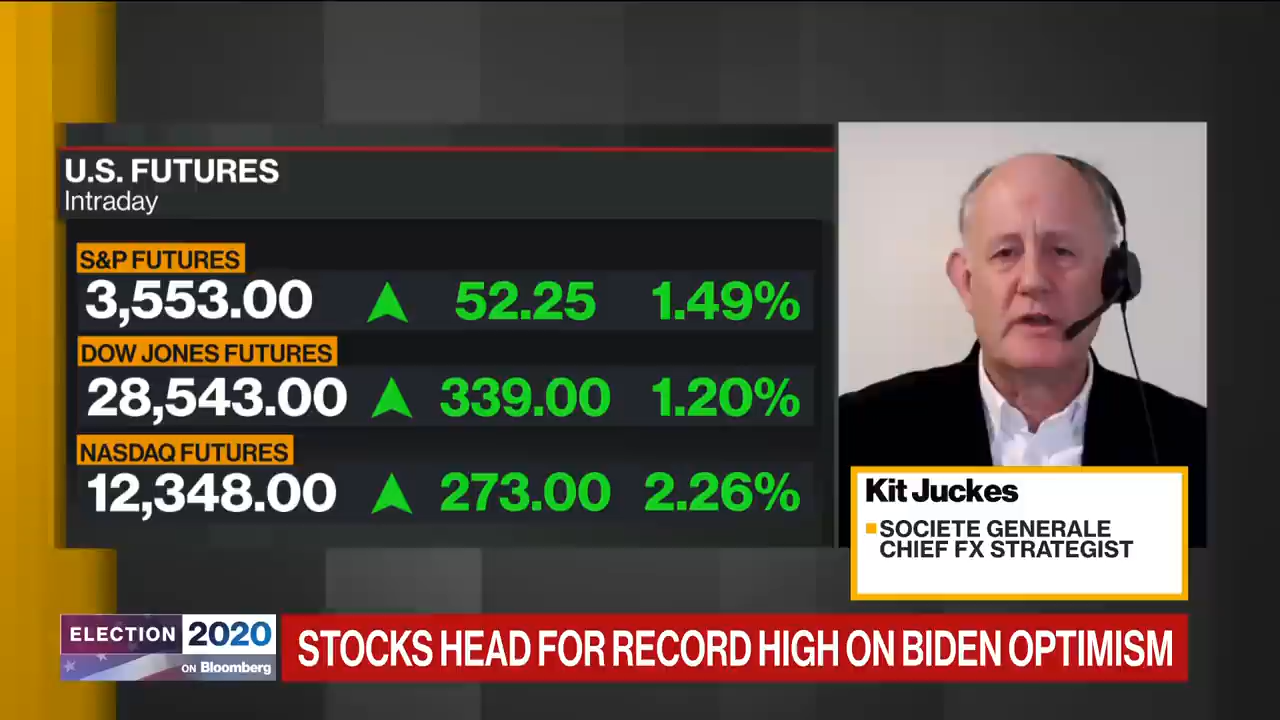 U.S. FUTURES
Intraday
S&P FUTURES
3,553.00 ▲ 52.25 1.49%
DOW JONES FUTURES
28,543.00 ▲ 339.00 1.20%
NASDAQ FUTURES
12,348.00 ▲ 273.00 2.26%
Kit Juckes
SOCIETE GENERALE
CHIEF FX STRATEGIST
ELECTION 2020
ON Bloomberg
STOCKS HEAD FOR RECORD HIGH ON BIDEN OPTIMISM